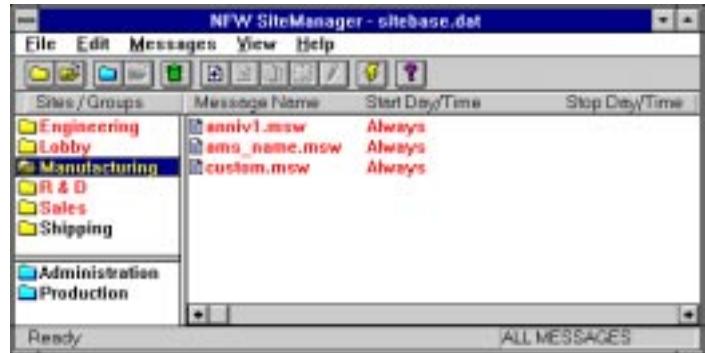 NFW SiteManager - sitebase.dat
File Edit Messages View Help
Sites / Groups Message Name Start Day/Time Stop Day/Time
Engineering anniv1.msw Always
Lobby ams_name.msw Always
Manufacturing custom.msw Always
R & D
Sales
Shipping
Administration
Production
Ready ALL MESSAGES